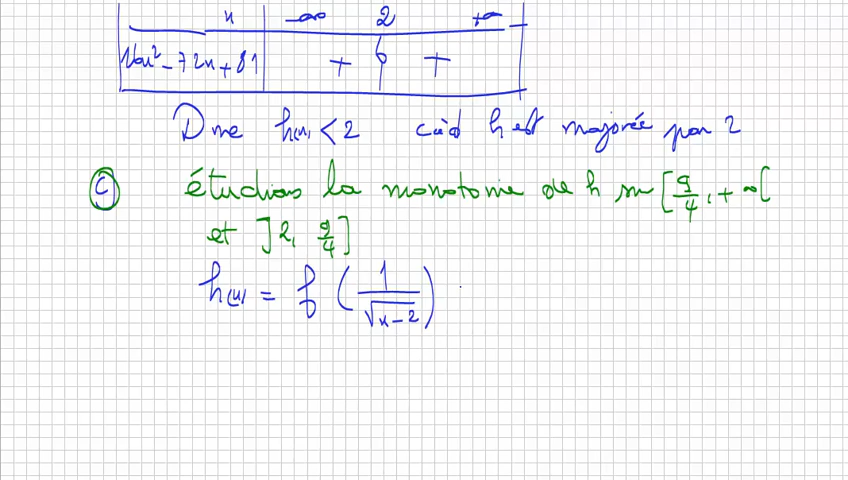 x -∞ 2 +∞
16x² - 72x + 81 + 0 +
Donc h(x) < 2 càd h est majorée par 2
c) étudions la monotonie de h sur [9/4, +∞[
et ]2, 9/4]
h(x) = f(1/√(x-2))